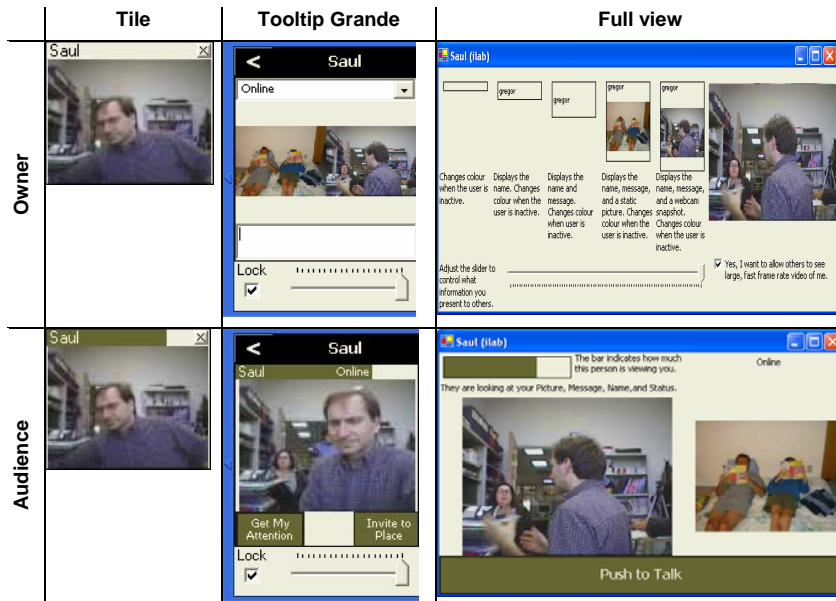 Tile
Tooltip Grande
Full view
Owner
Saul
Saul
Online
Lock
Saul (ilab)
gregor
gregor
gregor
gregor
Changes colour
when the user is
inactive.
Displays the
name. Changes
colour when the
user is inactive.
Displays the
name and
message.
Changes colour
when user is
inactive.
Displays the
name, message,
and a static
picture. Changes
colour when the
user is inactive.
Displays the
name, message,
and a webcam
snapshot.
Changes colour
when the user is
inactive.
Adjust the slider to
control what
information you
present to others.
Yes, I want to allow others to see
large, fast frame rate video of me.
Audience
Saul
Saul
Saul
Online
Get My
Attention
Invite to
Place
Lock
Saul (ilab)
The bar indicates how much
this person is viewing you.
Online
They are looking at your Picture, Message, Name,and Status.
Push to Talk